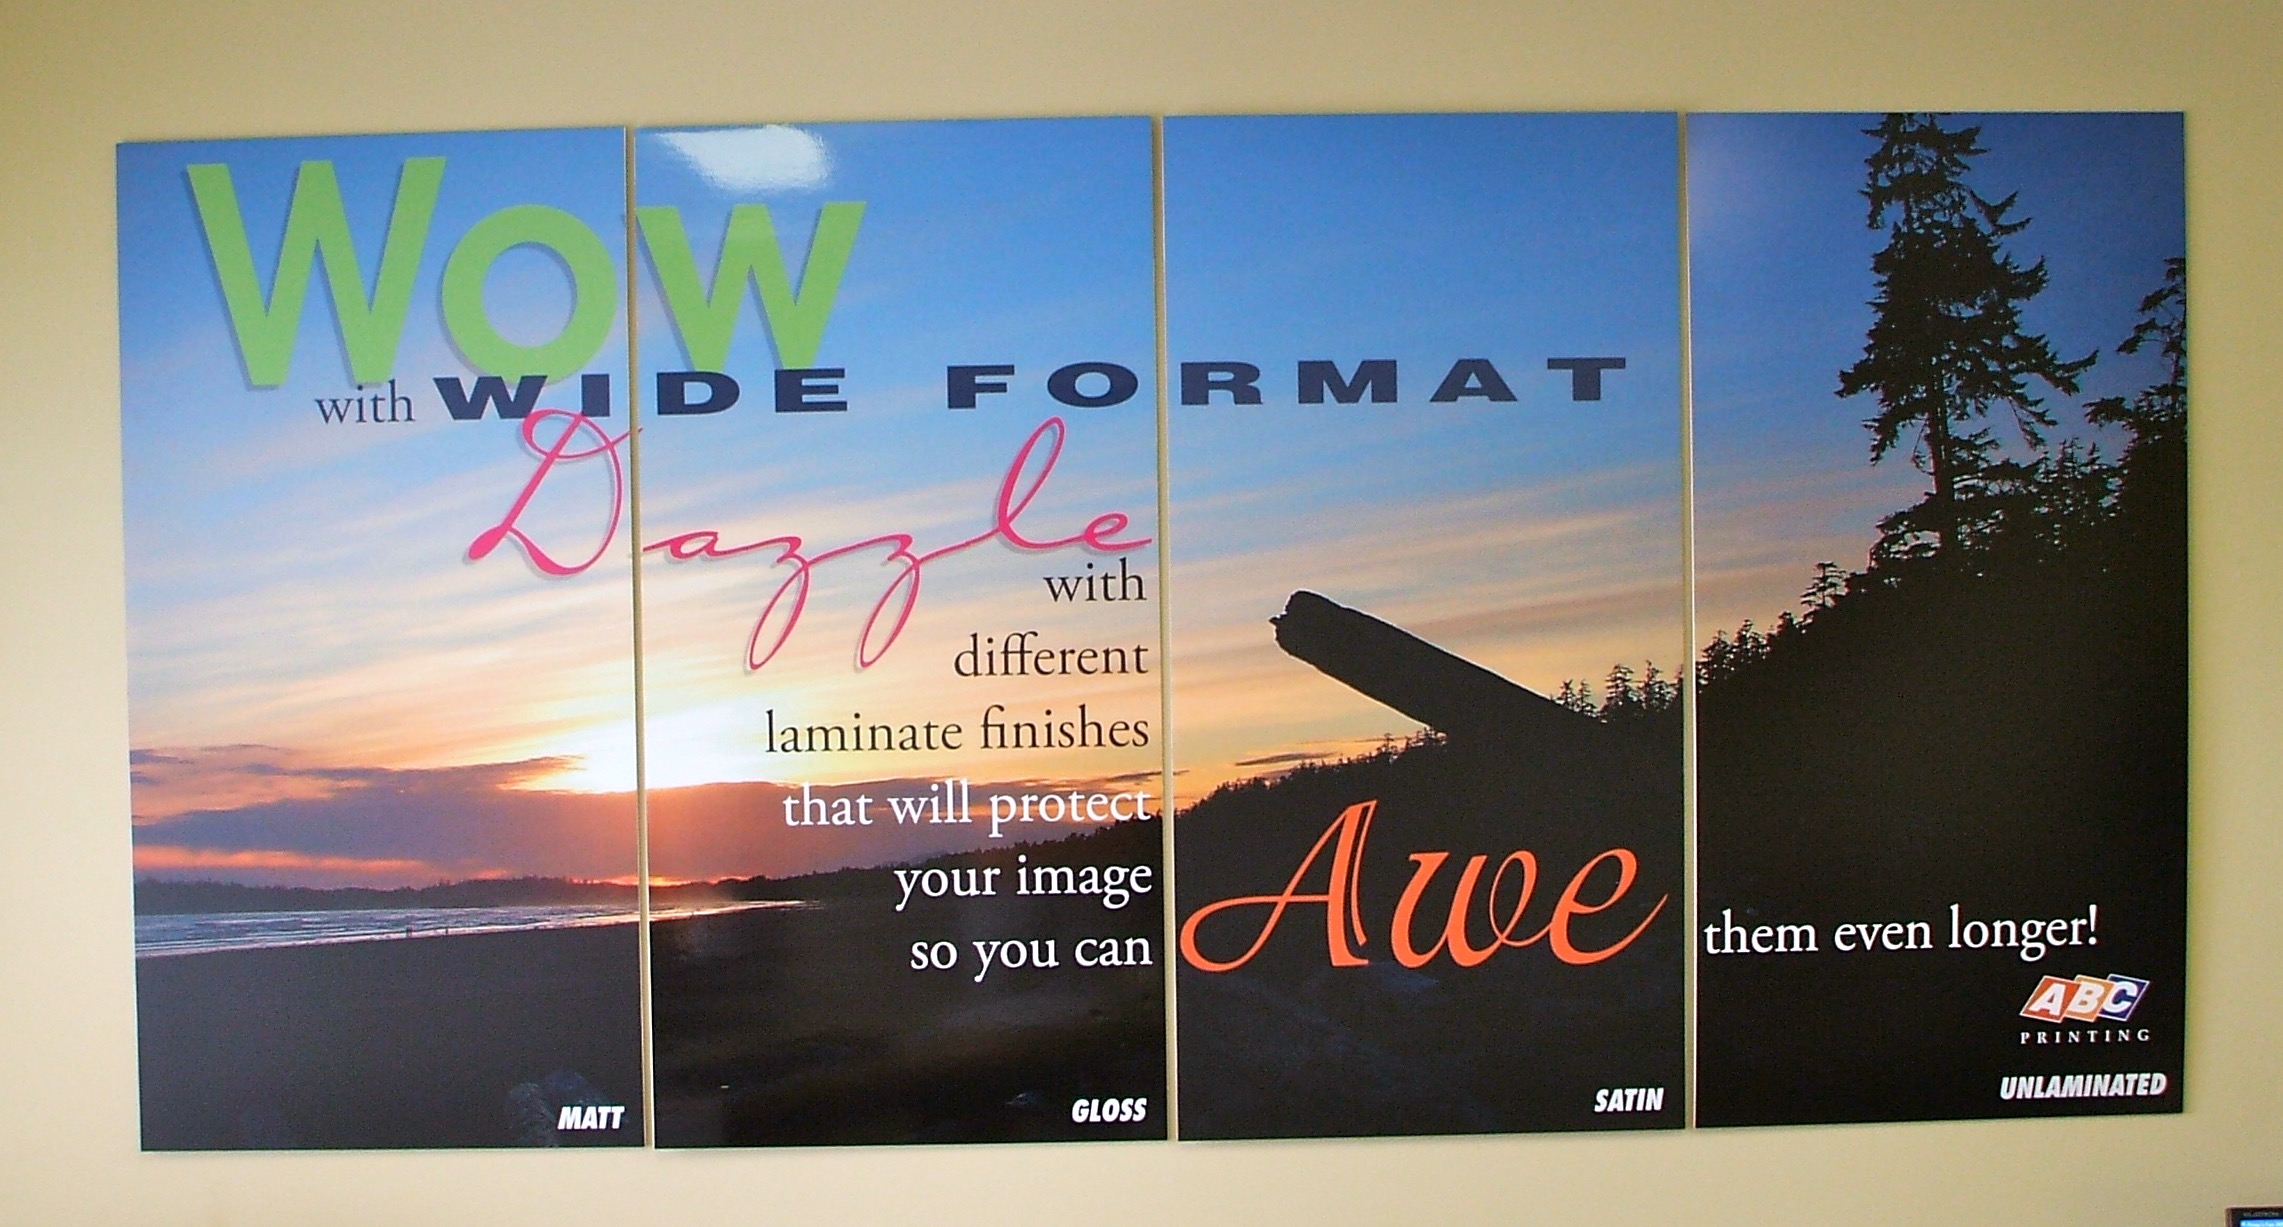 Wow
with WIDE FORMAT
Dazzle
with
different
laminate finishes
that will protect
your image
so you can
Awe
them even longer!
ABC
PRINTING
MATT
GLOSS
SATIN
UNLAMINATED